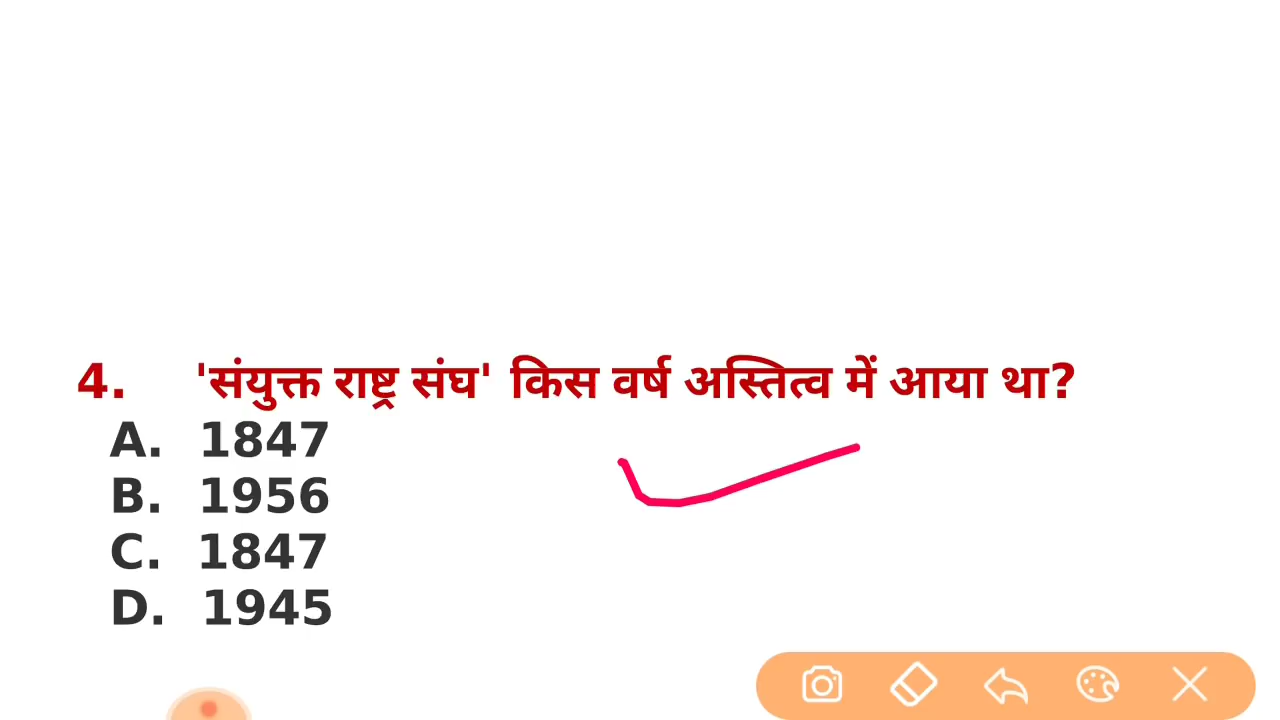 4. 'संयुक्त राष्ट्र संघ' किस वर्ष अस्तित्व में आया था?
A. 1847
B. 1956
C. 1847
D. 1945